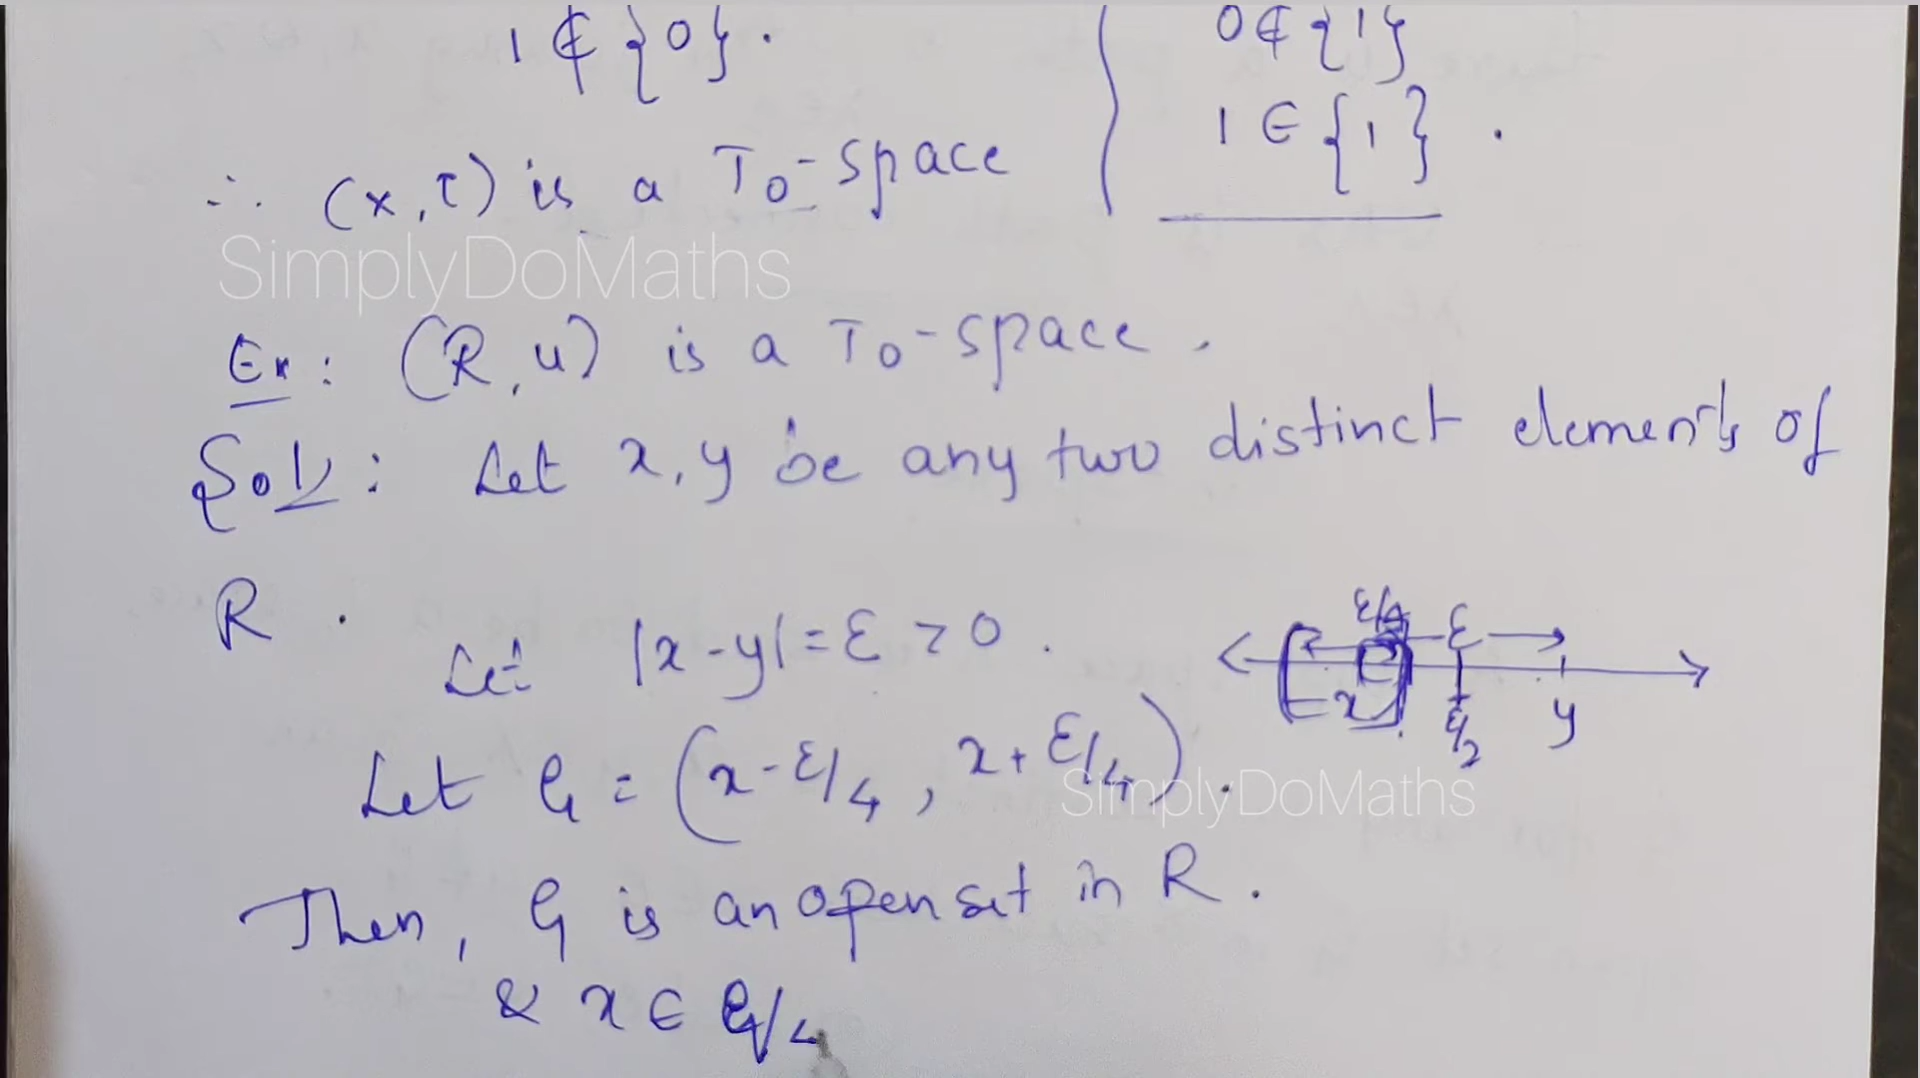 1 ∉ {0}.
0 ∉ {1}
1 ∈ {1}.
∴ (x, τ) is a T₀-space
SimplyDoMaths
Ex: (R, u) is a T₀-space.
Sol: Let x, y be any two distinct elements of
R.
Let |x-y| = ε > 0.
ε/4
ε
x
ε/2
y
Let G = (x - ε/4, x + ε/4).
SimplyDoMaths
Then, G is an open set in R.
& x ∈